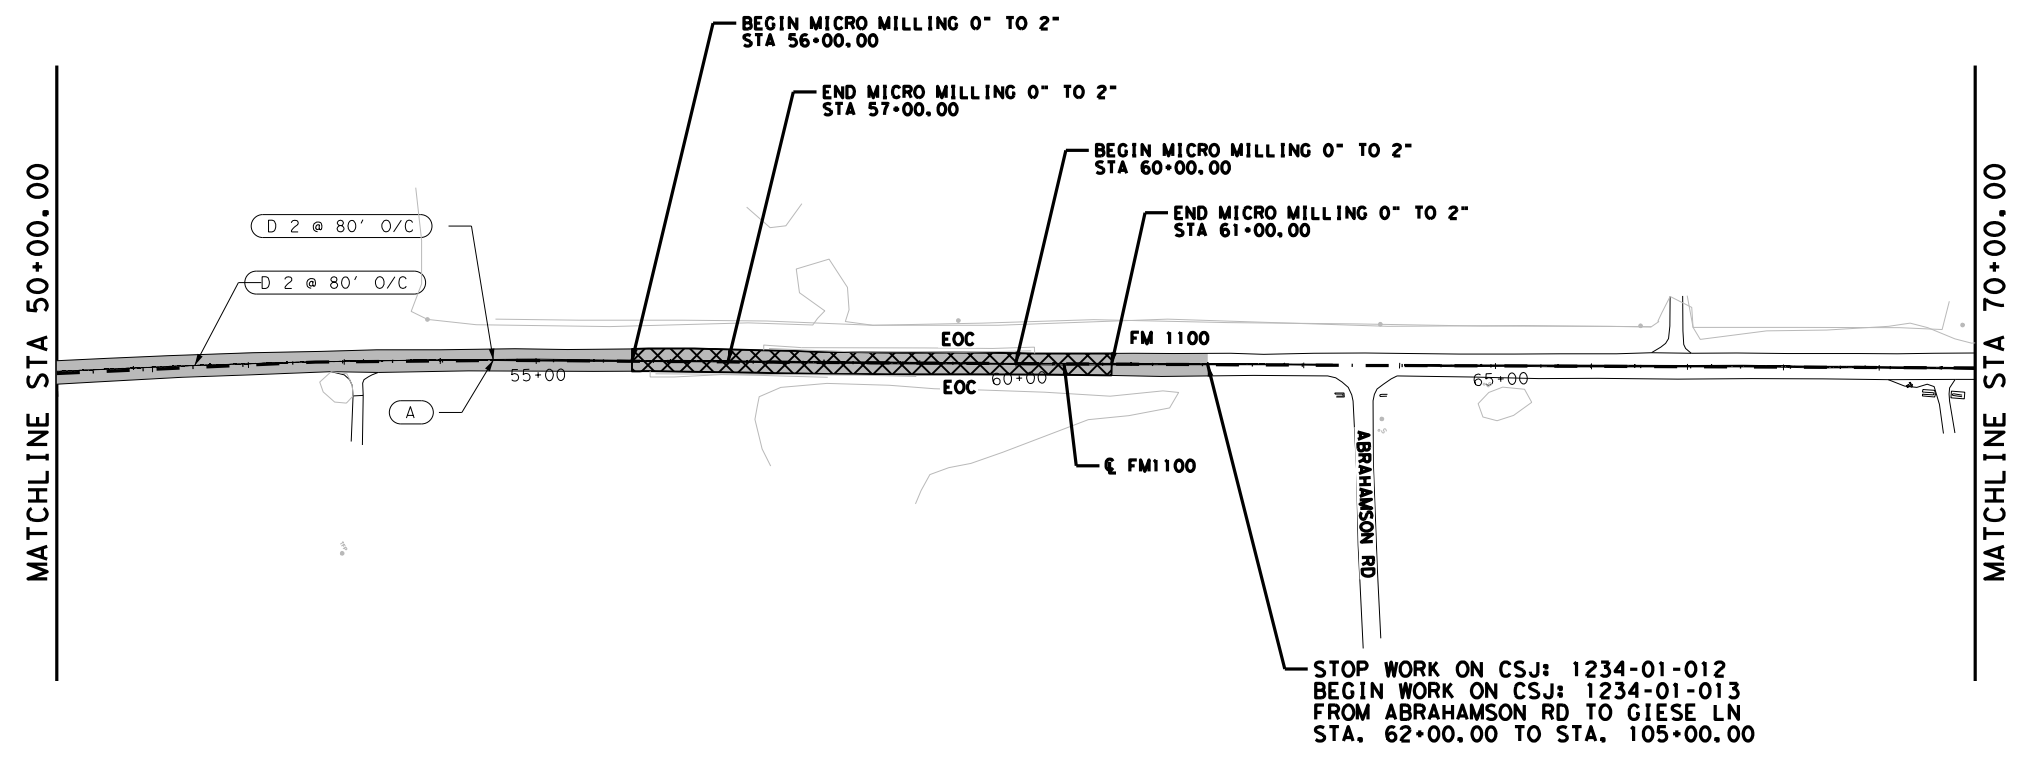 BEGIN MICRO MILLING 0" TO 2"
STA 56+00.00
END MICRO MILLING 0" TO 2"
STA 57+00.00
BEGIN MICRO MILLING 0" TO 2"
STA 60+00.00
END MICRO MILLING 0" TO 2"
STA 61+00.00
MATCHLINE STA 50+00.00
MATCHLINE STA 70+00.00
D 2 @ 80' O/C
D 2 @ 80' O/C
EOC
FM 1100
55+00
60+00
65+00
EOC
A
℄ FM1100
ABRAHAMSON RD
STOP WORK ON CSJ: 1234-01-012
BEGIN WORK ON CSJ: 1234-01-013
FROM ABRAHAMSON RD TO GIESE LN
STA. 62+00.00 TO STA. 105+00.00